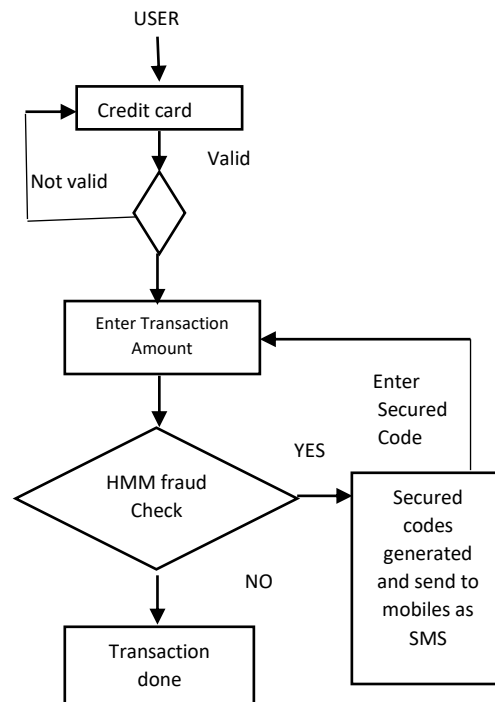 USER
Credit card
Valid
Not valid
Enter Transaction
Amount
Enter
Secured
Code
YES
HMM fraud
Check
Secured
codes
generated
and send to
mobiles as
SMS
NO
Transaction
done